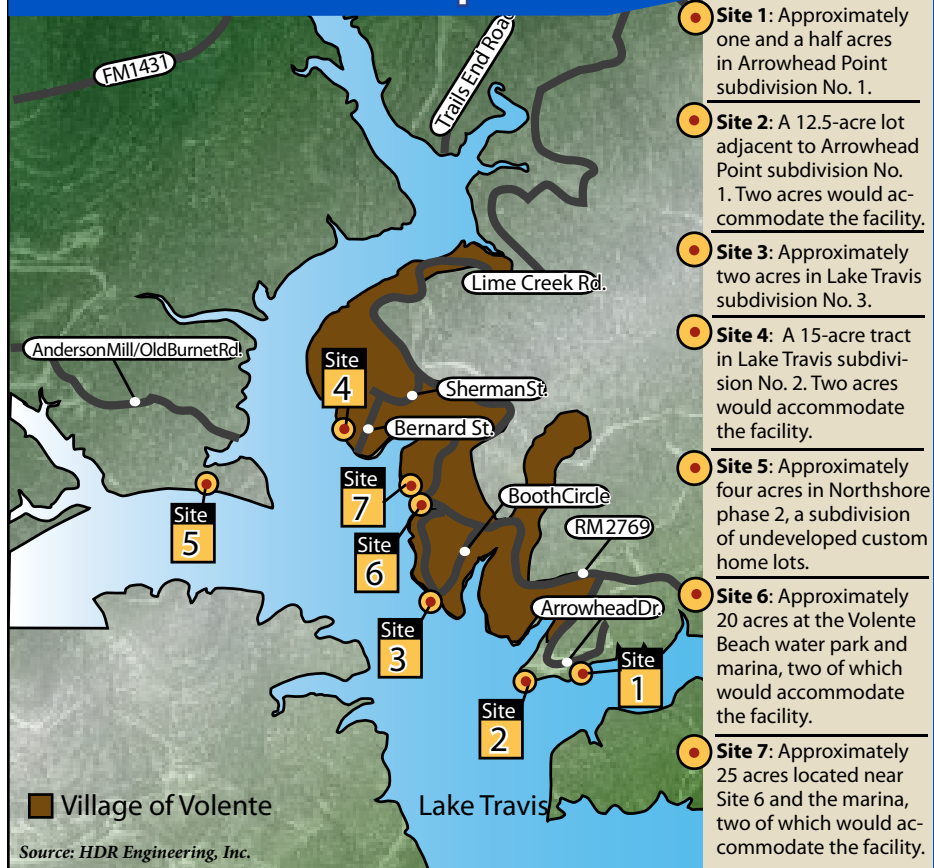 FM1431
Trails End Road
Lime Creek Rd.
AndersonMill/OldBurnetRd.
Site
4
ShermanSt.
Bernard St.
Site
7
BoothCircle
Site
5
Site
6
RM2769
ArrowheadDr.
Site
3
Site
1
Site
2
Village of Volente
Lake Travis
Source: HDR Engineering, Inc.
Site 1: Approximately
one and a half acres
in Arrowhead Point
subdivision No. 1.
Site 2: A 12.5-acre lot
adjacent to Arrowhead
Point subdivision No.
1. Two acres would ac-
commodate the facility.
Site 3: Approximately
two acres in Lake Travis
subdivision No. 3.
Site 4: A 15-acre tract
in Lake Travis subdivi-
sion No. 2. Two acres
would accommodate
the facility.
Site 5: Approximately
four acres in Northshore
phase 2, a subdivision
of undeveloped custom
home lots.
Site 6: Approximately
20 acres at the Volente
Beach water park and
marina, two of which
would accommodate
the facility.
Site 7: Approximately
25 acres located near
Site 6 and the marina,
two of which would ac-
commodate the facility.